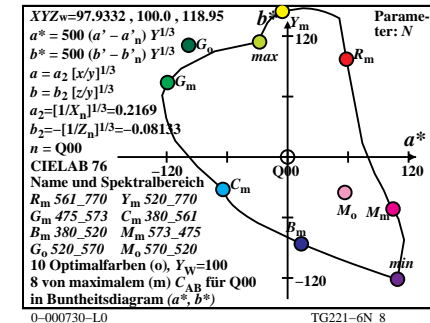 XYZw=97.9332 , 100.0 , 118.95
a* = 500 (a' − a'n) Y1/3
b* = 500 (b' − b'n) Y1/3
a = a2 [x/y]1/3
b = b2 [z/y]1/3
a2=[1/Xn]1/3=0.2169
b2=−[1/Zn]1/3=−0.08133
n = Q00
CIELAB 76
Name und Spektralbereich
Rm 561_770 Ym 520_770
Gm 475_573 Cm 380_561
Bm 380_520 Mm 573_475
Go 520_570 Mo 570_520
10 Optimalfarben (o), YW=100
8 von maximalem (m) CAB für Q00
in Buntheitsdiagram (a*, b*)
Parame-
ter: N
b*
Ym
120
Go
max
Rm
Gm
a*
−120
Q00
120
Cm
Mo
Mm
Bm
min
−120
0−000730−L0
TG221−6N 8